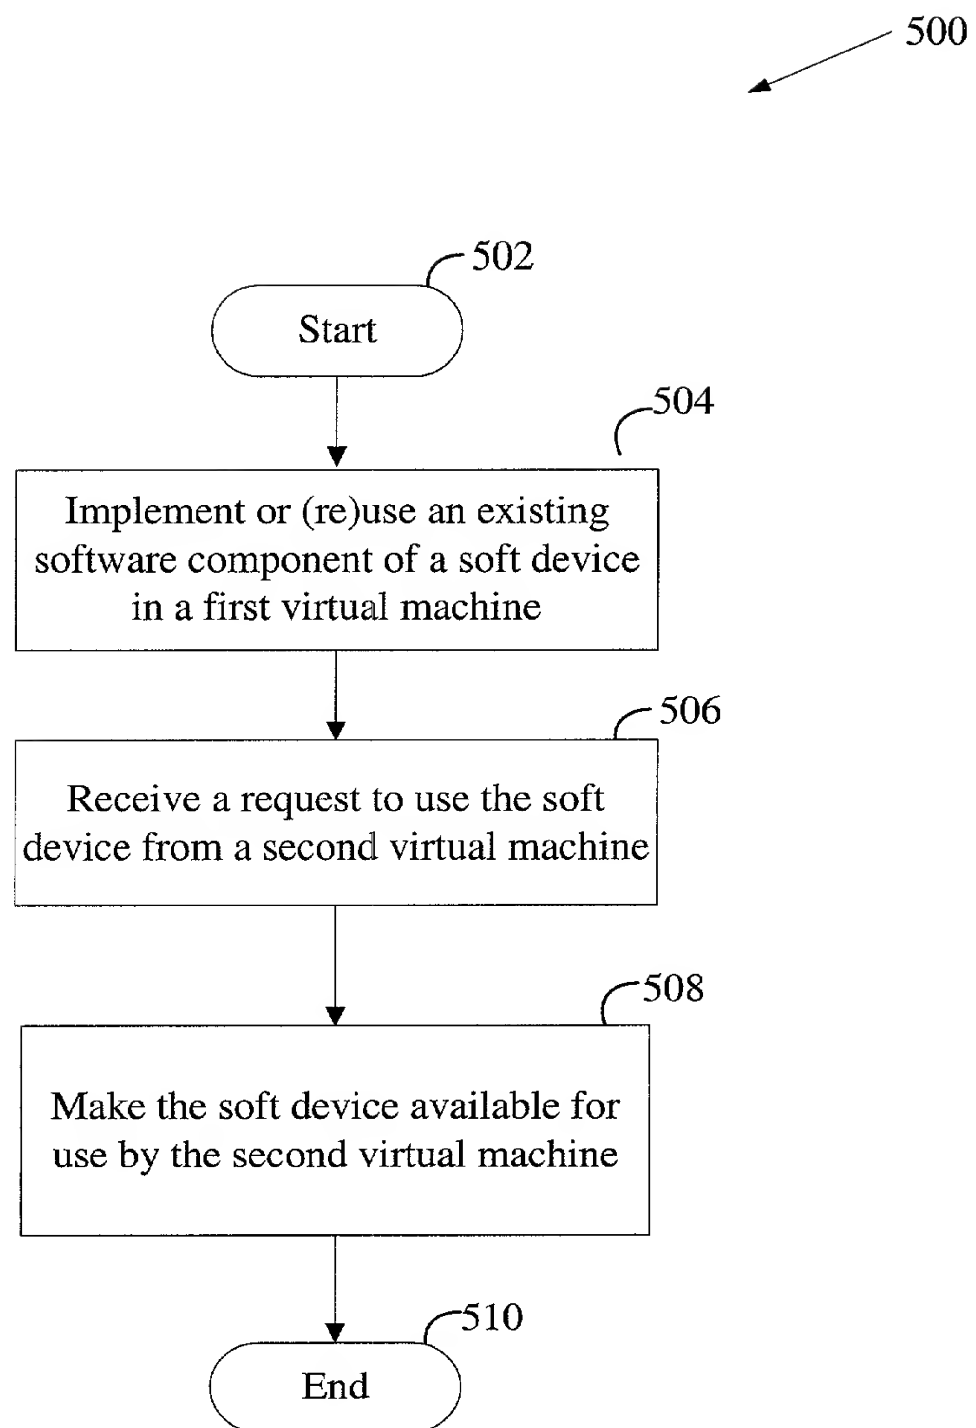 500
502
Start
504
Implement or (re)use an existing
software component of a soft device
in a first virtual machine
506
Receive a request to use the soft
device from a second virtual machine
508
Make the soft device available for
use by the second virtual machine
510
End